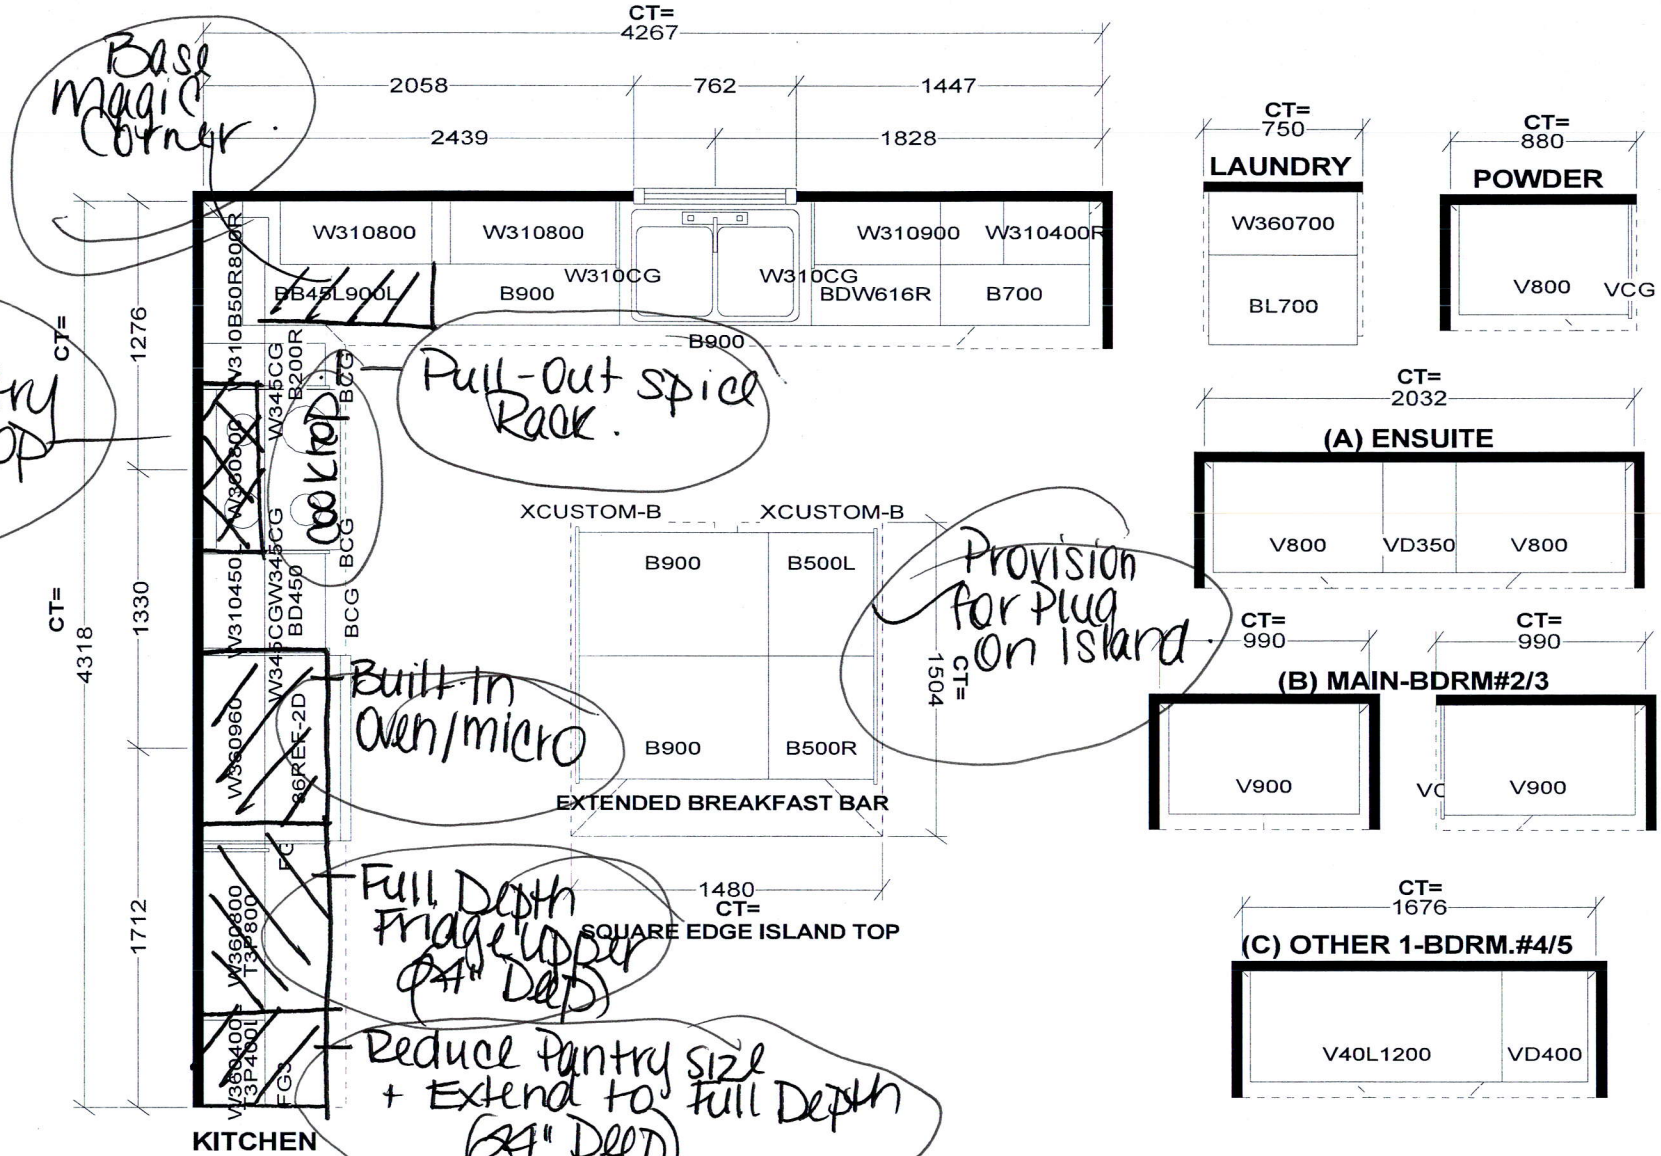 CT=
4267
2058
762
1447
2439
1828
Base
Magic
Corner
W310800
W310800
W310900
W310400R
W310CG
W310CG
BB45L900L
B900
BDW616R
B700
B900
W310B50R800R
1276
CT=
W345CG
B200R
BCG
Pull-Out Spice
Rack.
Cooktop
W360800
BCG
W310450L
W345CG
W345CG
BD450
BCG
CT=
4318
1330
1712
Built-In
Oven/micro
W360960
36REF-2D
Full Depth
Fridge Upper
(24" Deep)
W360800
T3P800
Reduce Pantry size
+ Extend to Full Depth
(24" Deep)
T3P400L
FG3
KITCHEN
XCUSTOM-B
XCUSTOM-B
B900
B500L
B900
B500R
EXTENDED BREAKFAST BAR
1504
CT=
1480
CT=
SQUARE EDGE ISLAND TOP
Provision
for Plug
on Island.
CT=
750
LAUNDRY
W360700
BL700
CT=
880
POWDER
V800
VCG
CT=
2032
(A) ENSUITE
V800
VD350
V800
990
CT=
990
(B) MAIN-BDRM#2/3
V900
V900
CT=
1676
(C) OTHER 1-BDRM.#4/5
V40L1200
VD400